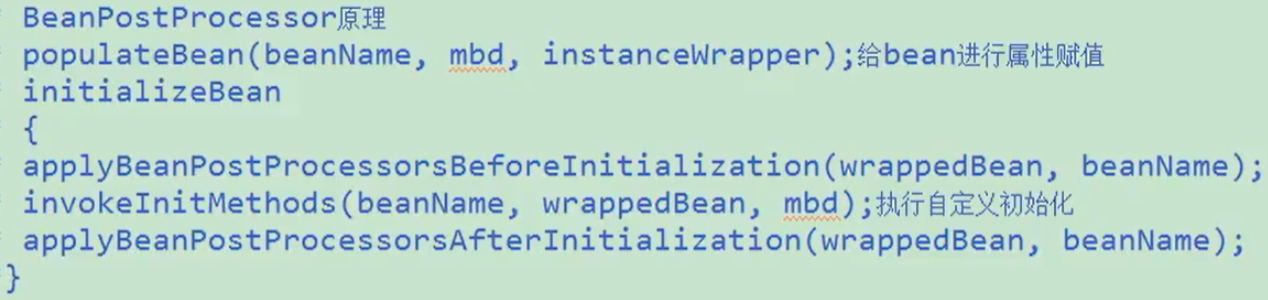 BeanPostProcessor原理
populateBean(beanName, mbd, instanceWrapper);给bean进行属性赋值
initializeBean
{
applyBeanPostProcessorsBeforeInitialization(wrappedBean, beanName);
invokeInitMethods(beanName, wrappedBean, mbd);执行自定义初始化
applyBeanPostProcessorsAfterInitialization(wrappedBean, beanName);
}